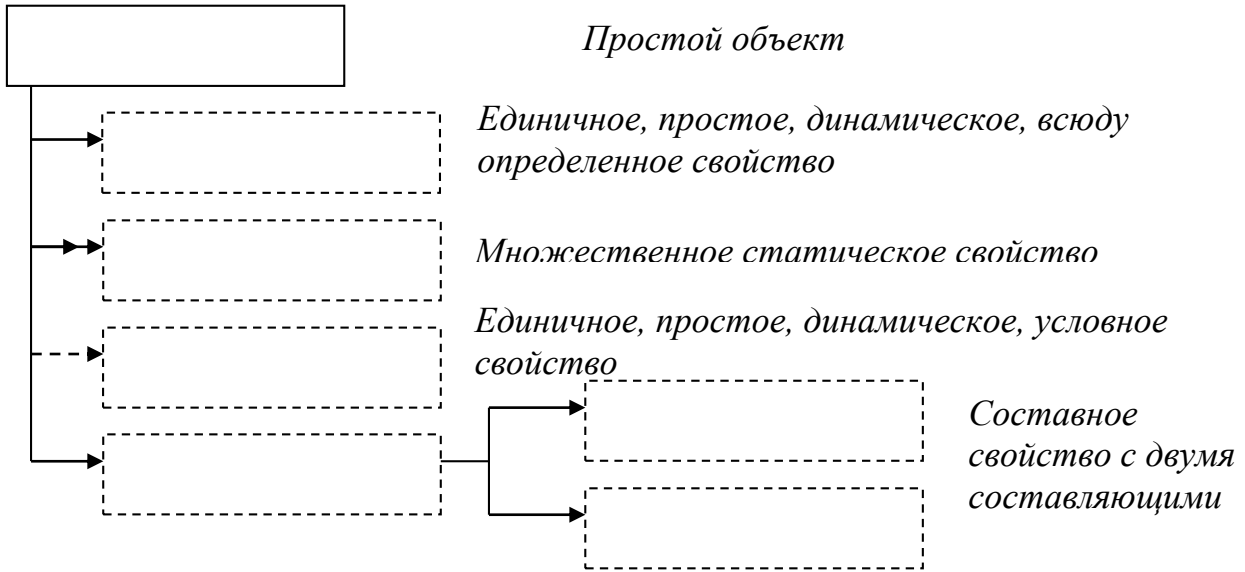 Простой объект
Единичное, простое, динамическое, всюду
определенное свойство
Множественное статическое свойство
Единичное, простое, динамическое, условное
свойство
Составное
свойство с двумя
составляющими